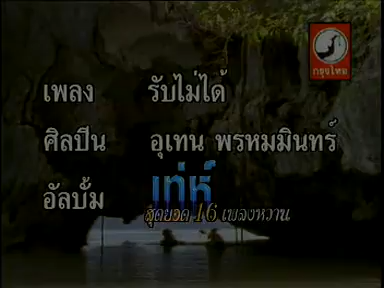 กรุงไทย
เพลง รับไม่ได้
ศิลปิน อุเทน พรหมมินทร์
อัลบั้ม เท่ห์
สุดยอด 16 เพลงหวาน